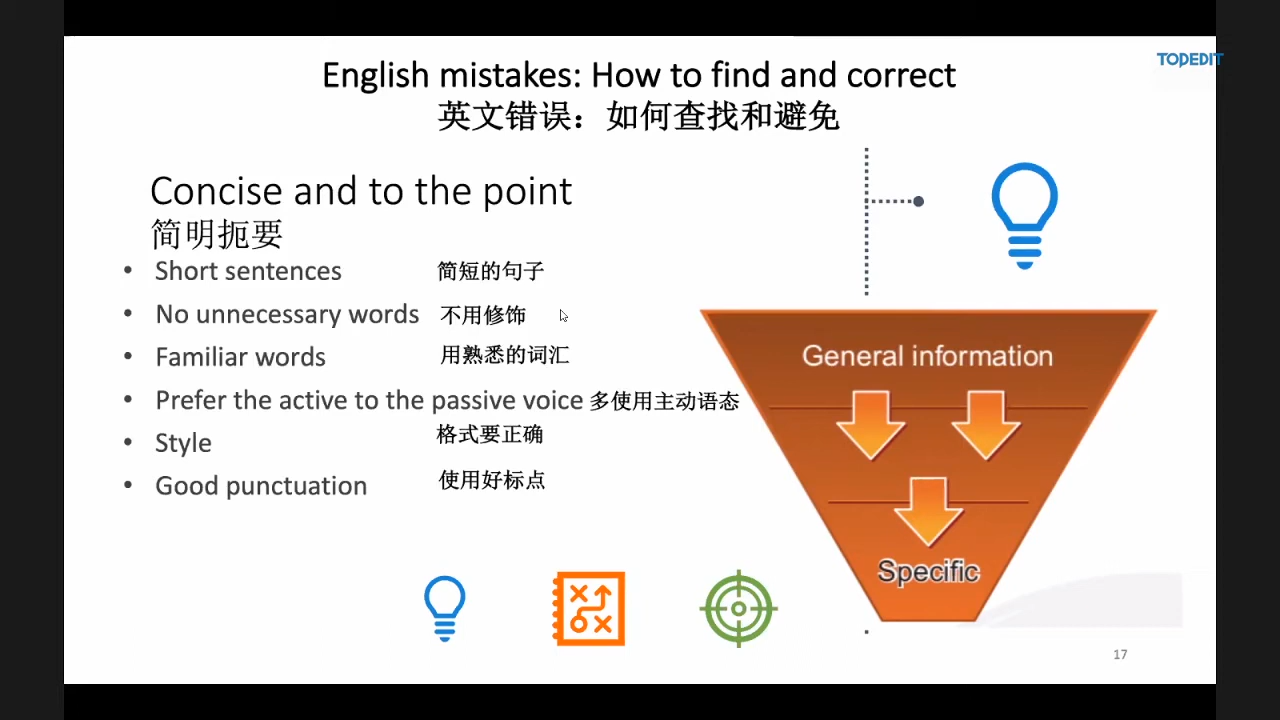 TOPEDIT
English mistakes: How to find and correct
英文错误：如何查找和避免
Concise and to the point
简明扼要
• Short sentences 简短的句子
• No unnecessary words 不用修饰
• Familiar words 用熟悉的词汇
• Prefer the active to the passive voice 多使用主动语态
• Style 格式要正确
• Good punctuation 使用好标点
General information
Specific
17